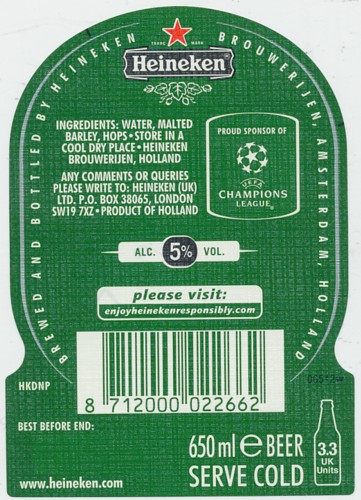 BREWED AND BOTTLED BY HEINEKEN BROUWERIJEN, AMSTERDAM, HOLLAND
TRADE MARK
Heineken
INGREDIENTS: WATER, MALTED
BARLEY, HOPS • STORE IN A
COOL DRY PLACE • HEINEKEN
BROUWERIJEN, HOLLAND
ANY COMMENTS OR QUERIES
PLEASE WRITE TO: HEINEKEN (UK)
LTD. P.O. BOX 38065, LONDON
SW19 7XZ • PRODUCT OF HOLLAND
PROUD SPONSOR OF
UEFA
CHAMPIONS
LEAGUE
ALC. 5% VOL.
please visit:
enjoyheinekenresponsibly.com
HKDNP
8 712000 022662
BEST BEFORE END:
650 ml e BEER
SERVE COLD
3.3
UK
Units
www.heineken.com